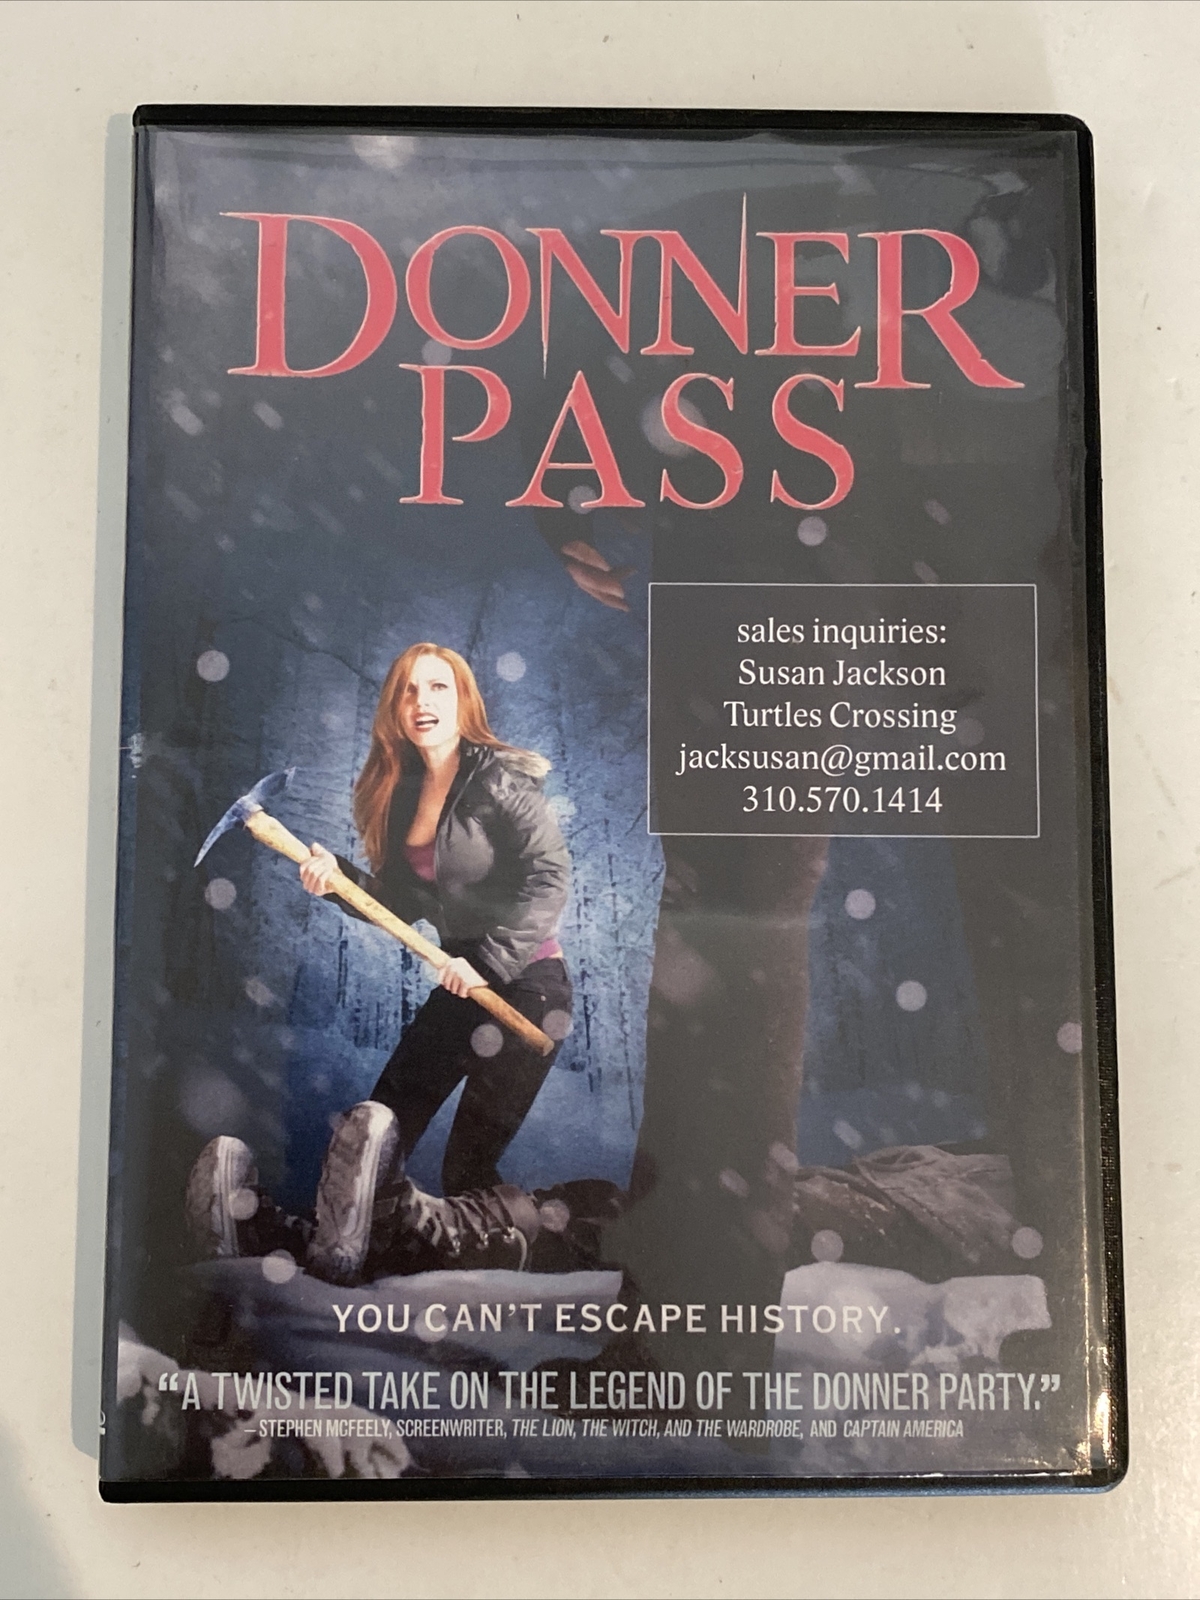 DONNER
PASS
sales inquiries:
Susan Jackson
Turtles Crossing
jacksusan@gmail.com
310.570.1414
YOU CAN'T ESCAPE HISTORY.
“A TWISTED TAKE ON THE LEGEND OF THE DONNER PARTY.”
– STEPHEN MCFEELY, SCREENWRITER, THE LION, THE WITCH, AND THE WARDROBE, AND CAPTAIN AMERICA